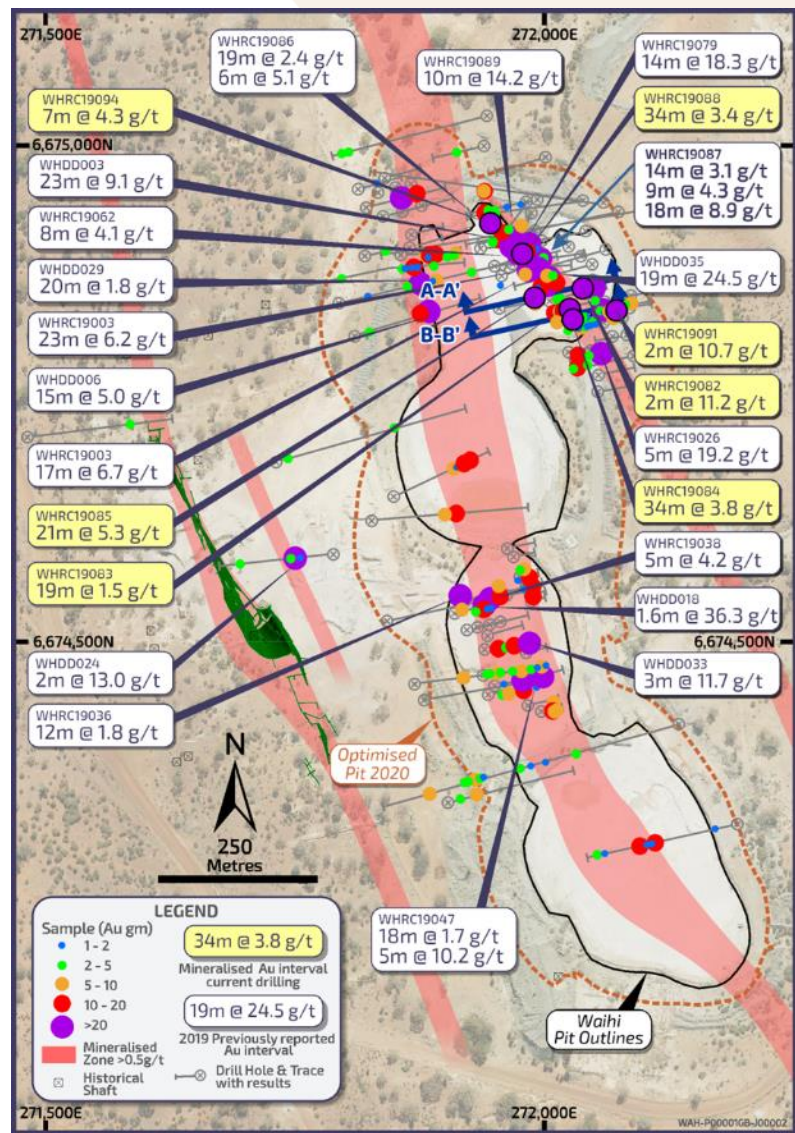 271,500E
272,000E
WHRC19086
19m @ 2.4 g/t
6m @ 5.1 g/t
WHRC19089
10m @ 14.2 g/t
WHRC19079
14m @ 18.3 g/t
WHRC19094
7m @ 4.3 g/t
WHRC19088
34m @ 3.4 g/t
6,675,000N
WHDD003
23m @ 9.1 g/t
WHRC19087
14m @ 3.1 g/t
9m @ 4.3 g/t
18m @ 8.9 g/t
WHRC19062
8m @ 4.1 g/t
WHDD029
20m @ 1.8 g/t
WHDD035
19m @ 24.5 g/t
A-A'
B-B'
WHRC19003
23m @ 6.2 g/t
WHRC19091
2m @ 10.7 g/t
WHDD006
15m @ 5.0 g/t
WHRC19082
2m @ 11.2 g/t
WHRC19003
17m @ 6.7 g/t
WHRC19026
5m @ 19.2 g/t
WHRC19085
21m @ 5.3 g/t
WHRC19084
34m @ 3.8 g/t
WHRC19083
19m @ 1.5 g/t
WHRC19038
5m @ 4.2 g/t
WHDD018
1.6m @ 36.3 g/t
6,674,500N
6,674,500N
WHDD024
2m @ 13.0 g/t
WHDD033
3m @ 11.7 g/t
WHRC19036
12m @ 1.8 g/t
Optimised
Pit 2020
N
250
Metres
WHRC19047
18m @ 1.7 g/t
5m @ 10.2 g/t
Waihi
Pit Outlines
LEGEND
Sample (Au gm)
1 - 2
2 - 5
5 - 10
10 - 20
>20
Mineralised
Zone >0.5g/t
Historical
Shaft
34m @ 3.8 g/t
Mineralised Au interval
current drilling
19m @ 24.5 g/t
2019 Previously reported
Au interval
Drill Hole & Trace
with results
271,500E
272,000E
WAH-P00001GB-J00002